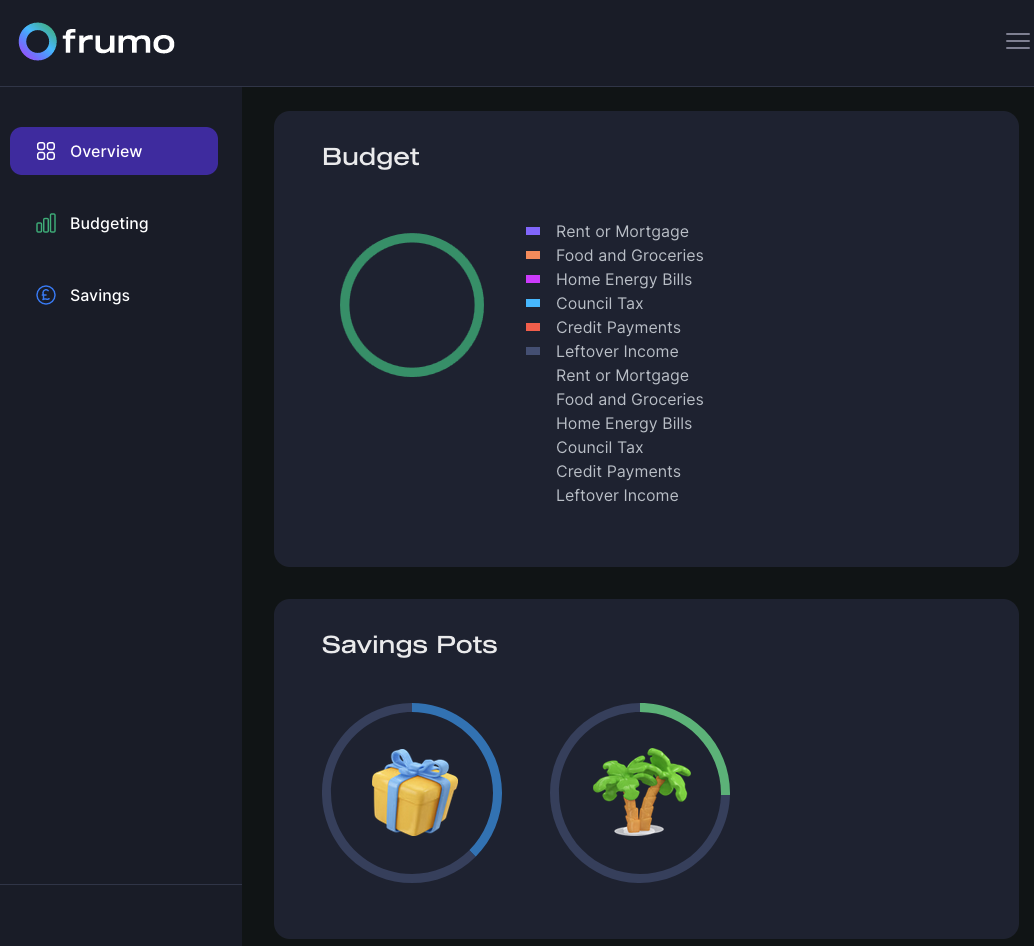 frumo
Overview
Budgeting
£
Savings
Budget
Rent or Mortgage
Food and Groceries
Home Energy Bills
Council Tax
Credit Payments
Leftover Income
Rent or Mortgage
Food and Groceries
Home Energy Bills
Council Tax
Credit Payments
Leftover Income
Savings Pots